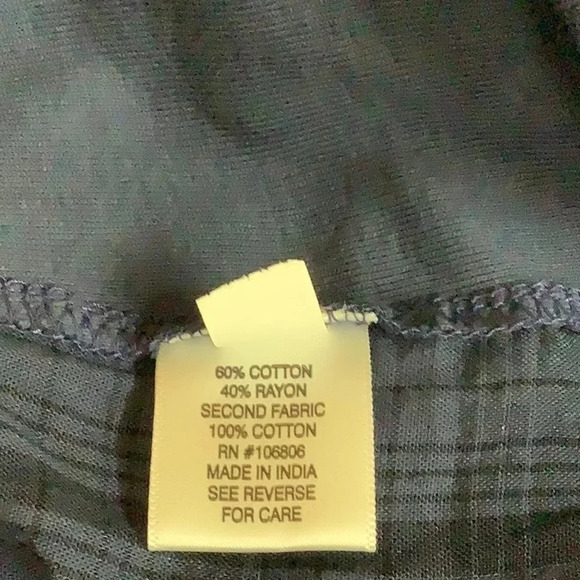 60% COTTON
40% RAYON
SECOND FABRIC
100% COTTON
RN #106806
MADE IN INDIA
SEE REVERSE
FOR CARE